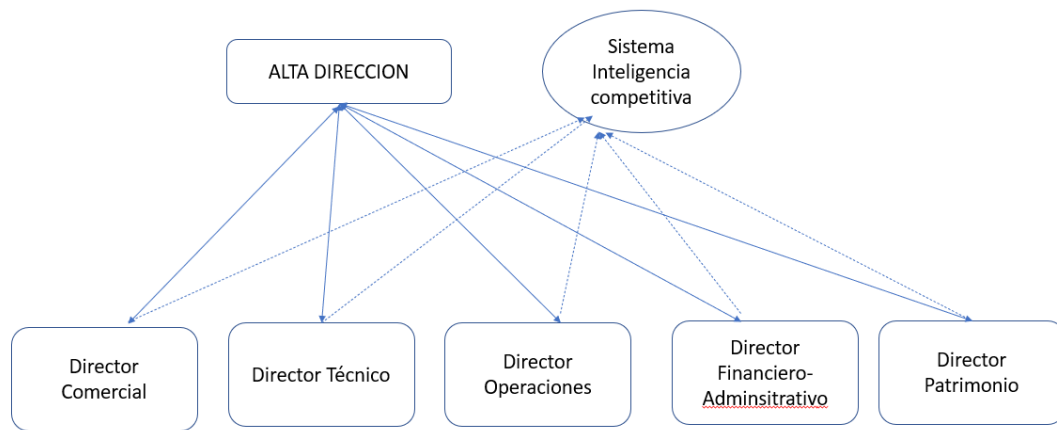 ALTA DIRECCION
Sistema
Inteligencia
competitiva
Director
Comercial
Director Técnico
Director
Operaciones
Director
Financiero-
Adminsitrativo
Director
Patrimonio